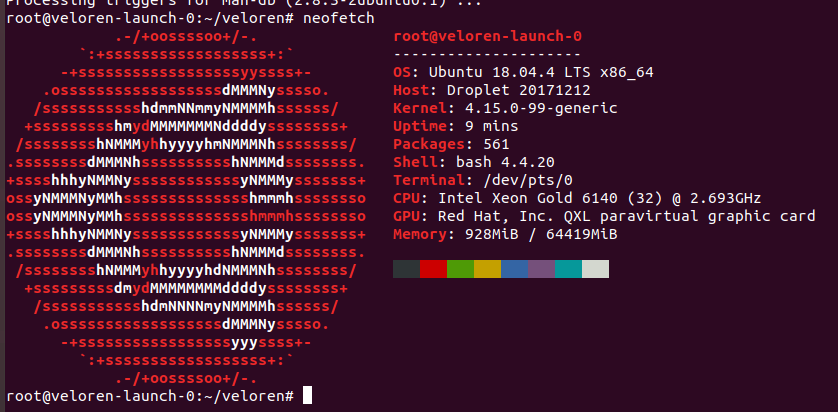 Processing triggers for man-db (2.8.3-2ubuntu0.1) ...
root@veloren-launch-0:~/veloren# neofetch
.-/+oossssoo+/-. root@veloren-launch-0
`:+ssssssssssssssssss+:` ---------------------
-+ssssssssssssssssssyyssss+- OS: Ubuntu 18.04.4 LTS x86_64
.ossssssssssssssssssdMMMNysssso. Host: Droplet 20171212
/ssssssssssshdmmNNmmyNMMMMhssssss/ Kernel: 4.15.0-99-generic
+ssssssssshmydMMMMMMMNddddyssssssss+ Uptime: 9 mins
/sssssssshNMMMyhhyyyyhmNMMMNhssssssss/ Packages: 561
.ssssssssdMMMNhsssssssssshNMMMdssssssss. Shell: bash 4.4.20
+sssshhhyNMMNyssssssssssssyNMMMysssssss+ Terminal: /dev/pts/0
ossyNMMMNyMMhsssssssssssssshmmmhssssssso CPU: Intel Xeon Gold 6140 (32) @ 2.693GHz
ossyNMMMNyMMhsssssssssssssshmmmhssssssso GPU: Red Hat, Inc. QXL paravirtual graphic card
+sssshhhyNMMNyssssssssssssyNMMMysssssss+ Memory: 928MiB / 64419MiB
.ssssssssdMMMNhsssssssssshNMMMdssssssss.
/sssssssshNMMMyhhyyyyhdNMMMNhssssssss/
+sssssssssdmydMMMMMMMMddddyssssssss+
/ssssssssssshdmNNNNmyNMMMMhssssss/
.ossssssssssssssssssdMMMNysssso.
-+sssssssssssssssssyyyssss+-
`:+ssssssssssssssssss+:`
.-/+oossssoo+/-.
root@veloren-launch-0:~/veloren#